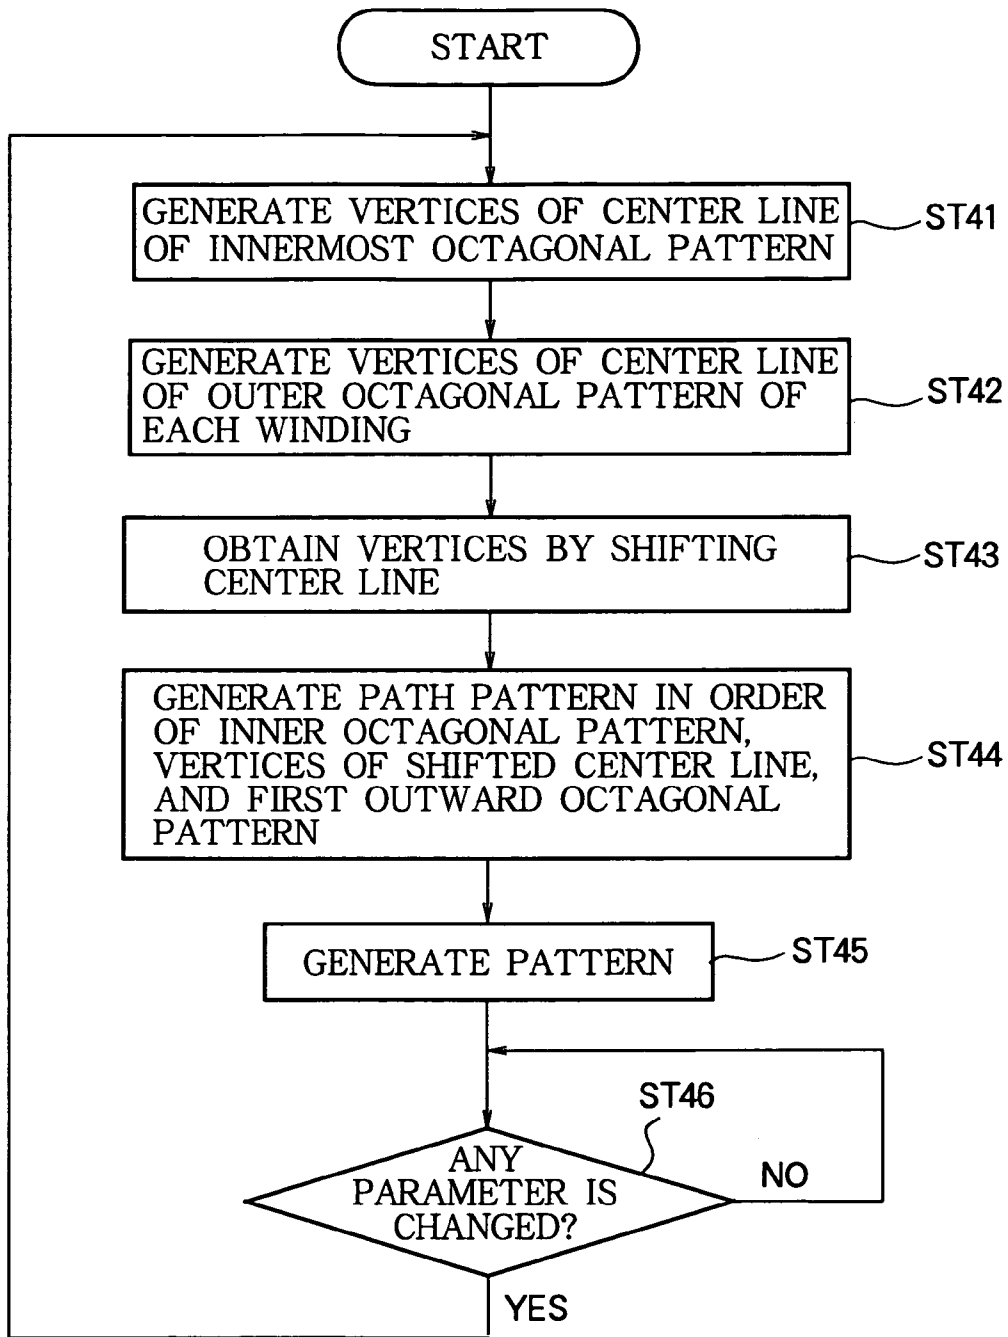 START
GENERATE VERTICES OF CENTER LINE
OF INNERMOST OCTAGONAL PATTERN
ST41
GENERATE VERTICES OF CENTER LINE
OF OUTER OCTAGONAL PATTERN OF
EACH WINDING
ST42
OBTAIN VERTICES BY SHIFTING
CENTER LINE
ST43
GENERATE PATH PATTERN IN ORDER
OF INNER OCTAGONAL PATTERN,
VERTICES OF SHIFTED CENTER LINE,
AND FIRST OUTWARD OCTAGONAL
PATTERN
ST44
GENERATE PATTERN
ST45
ST46
ANY
PARAMETER IS
CHANGED?
NO
YES